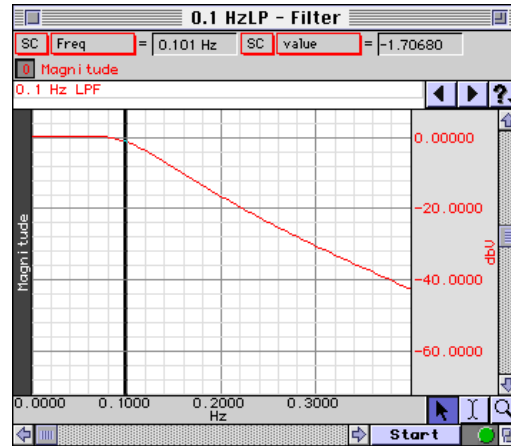 0.1 HzLP - Filter
SC Freq = 0.101 Hz SC value = -1.70680
0 Magnitude
0.1 Hz LPF
?
0.00000
-20.0000
-40.0000
-60.0000
dbV
Magnitude
0.0000 0.1000 0.2000 0.3000
Hz
Start